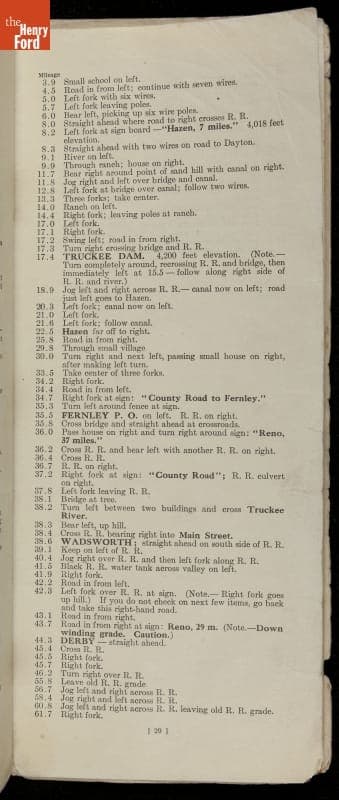 the
Henry
Ford
Mileage
3.9 Small school on left.
4.5 Road in from left; continue with seven wires.
5.0 Left fork with six wires.
5.7 Left fork leaving poles.
6.0 Bear left, picking up six wire poles.
8.0 Straight ahead where road to right crosses R. R.
8.2 Left fork at sign board—"Hazen, 7 miles." 4,018 feet
elevation.
8.3 Straight ahead with two wires on road to Dayton.
9.1 River on left.
9.9 Through ranch; house on right.
11.7 Bear right around point of sand hill with canal on right.
11.8 Jog right and left over bridge and canal.
12.8 Left fork at bridge over canal; follow two wires.
13.3 Three forks; take center.
14.0 Ranch on left.
14.4 Right fork; leaving poles at ranch.
17.0 Left fork.
17.1 Right fork.
17.2 Swing left; road in from right.
17.3 Turn right crossing bridge and R. R.
17.4 TRUCKEE DAM. 4,200 feet elevation. (Note.—
Turn completely around, recrossing R. R. and bridge, then
immediately left at 15.5—follow along right side of
R. R. and river.)
18.9 Jog left and right across R. R.—canal now on left; road
just left goes to Hazen.
20.3 Left fork; canal now on left.
21.0 Left fork.
21.6 Left fork; follow canal.
22.5 Hazen far off to right.
25.8 Road in from right.
29.8 Through small village.
30.0 Turn right and next left, passing small house on right,
after making left turn.
33.5 Take center of three forks.
34.2 Right fork.
34.4 Road in from left.
34.7 Right fork at sign: "County Road to Fernley."
35.3 Turn left around fence at sign.
35.5 FERNLEY P. O. on left. R. R. on right.
35.8 Cross bridge and straight ahead at crossroads.
36.0 Pass house on right and turn right around sign: "Reno,
37 miles."
36.2 Cross R. R. and bear left with another R. R. on right.
36.4 Cross R. R.
36.7 R. R. on right.
37.2 Right fork at sign: "County Road"; R. R. culvert
on right.
37.8 Left fork leaving R. R.
38.1 Bridge at tree.
38.2 Turn left between two buildings and cross Truckee
River.
38.3 Bear left, up hill.
38.4 Cross R. R. bearing right into Main Street.
38.6 WADSWORTH; straight ahead on south side of R. R.
39.1 Keep on left of R. R.
40.4 Jog right over R. R. and then left fork along R. R.
41.5 Black R. R. water tank across valley on left.
41.9 Right fork.
42.2 Road in from left.
42.3 Left fork over R. R. at sign. (Note.—Right fork goes
up hill.) If you do not check on next few items, go back
and take this right-hand road.
43.1 Road in from right.
43.7 Road in from right at sign: Reno, 29 m. (Note.—Down
winding grade. Caution.)
44.3 DERBY—straight ahead.
45.4 Cross R. R.
45.5 Right fork.
45.7 Right fork.
46.2 Turn right over R. R.
55.8 Leave old R. R. grade
56.7 Jog left and right across R. R.
58.4 Jog right and left across R. R.
60.8 Jog left and right across R. R. leaving old R. R. grade.
61.7 Right fork.
[ 29 ]